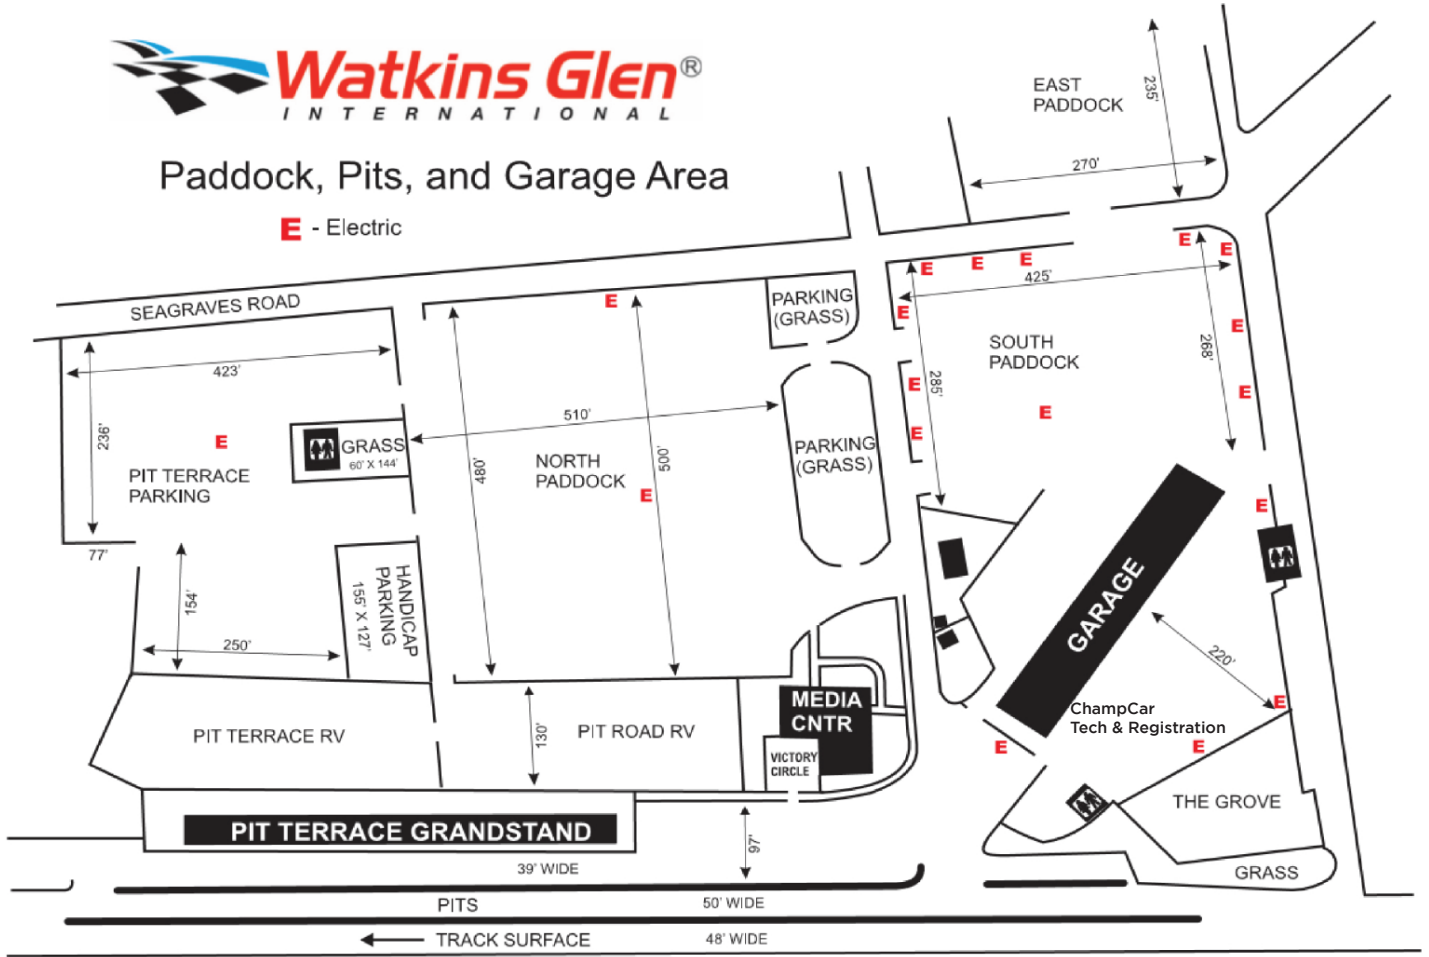 Watkins Glen®
INTERNATIONAL
Paddock, Pits, and Garage Area
E - Electric
EAST
PADDOCK
235'
270'
SEAGRAVES ROAD
E
E
E
E
E
E
425'
PARKING
(GRASS)
E
E
423'
236'
E
PIT TERRACE
PARKING
GRASS
60' X 144'
510'
480'
500'
NORTH
PADDOCK
E
PARKING
(GRASS)
SOUTH
PADDOCK
285'
268'
E
E
E
E
E
E
77'
154'
250'
HANDICAP
PARKING
155' X 127'
GARAGE
220'
E
ChampCar
Tech & Registration
E
E
PIT TERRACE RV
130'
PIT ROAD RV
MEDIA
CNTR
VICTORY
CIRCLE
THE GROVE
PIT TERRACE GRANDSTAND
97'
GRASS
39' WIDE
PITS
50' WIDE
TRACK SURFACE
48' WIDE